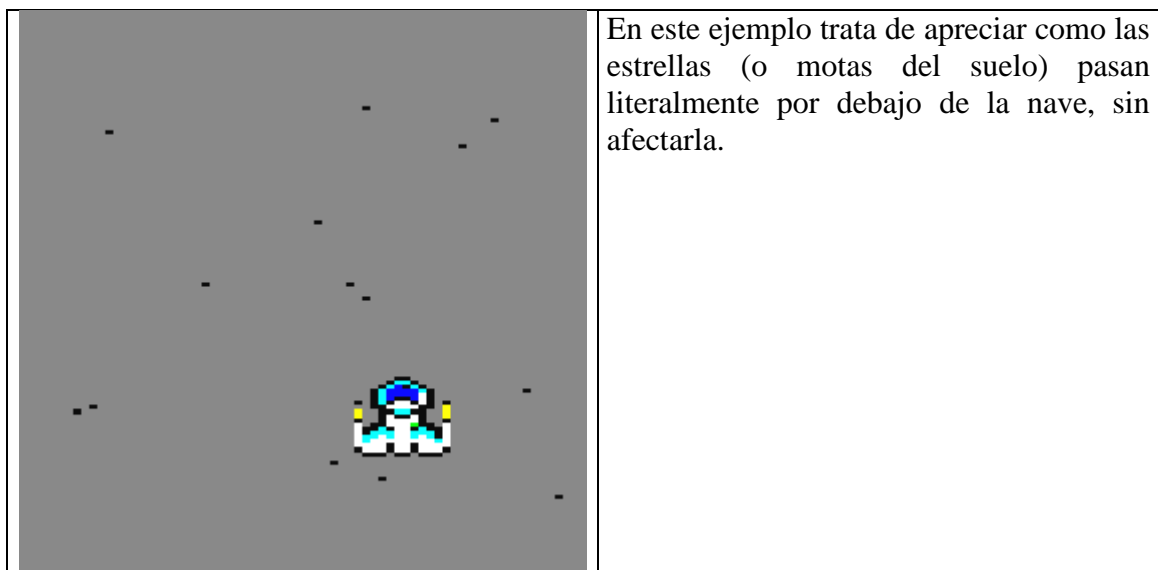 En este ejemplo trata de apreciar como las
estrellas (o motas del suelo) pasan
literalmente por debajo de la nave, sin
afectarla.